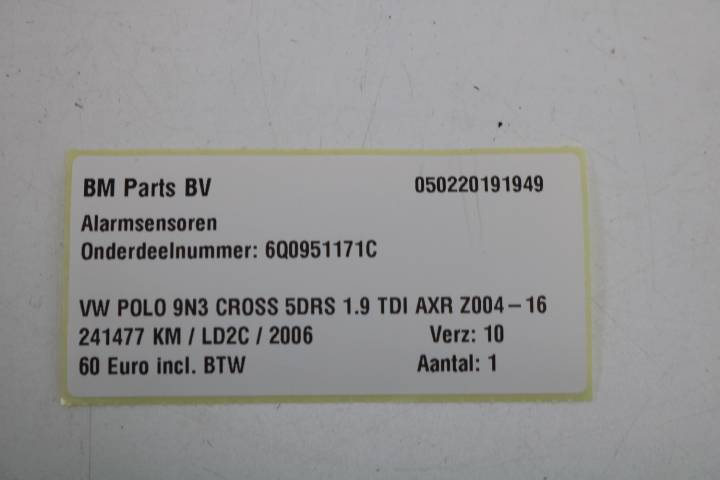 BM Parts BV 050220191949
Alarmsensoren
Onderdeelnummer: 6Q0951171C
VW POLO 9N3 CROSS 5DRS 1.9 TDI AXR Z004-16
241477 KM / LD2C / 2006 Verz: 10
60 Euro incl. BTW Aantal: 1